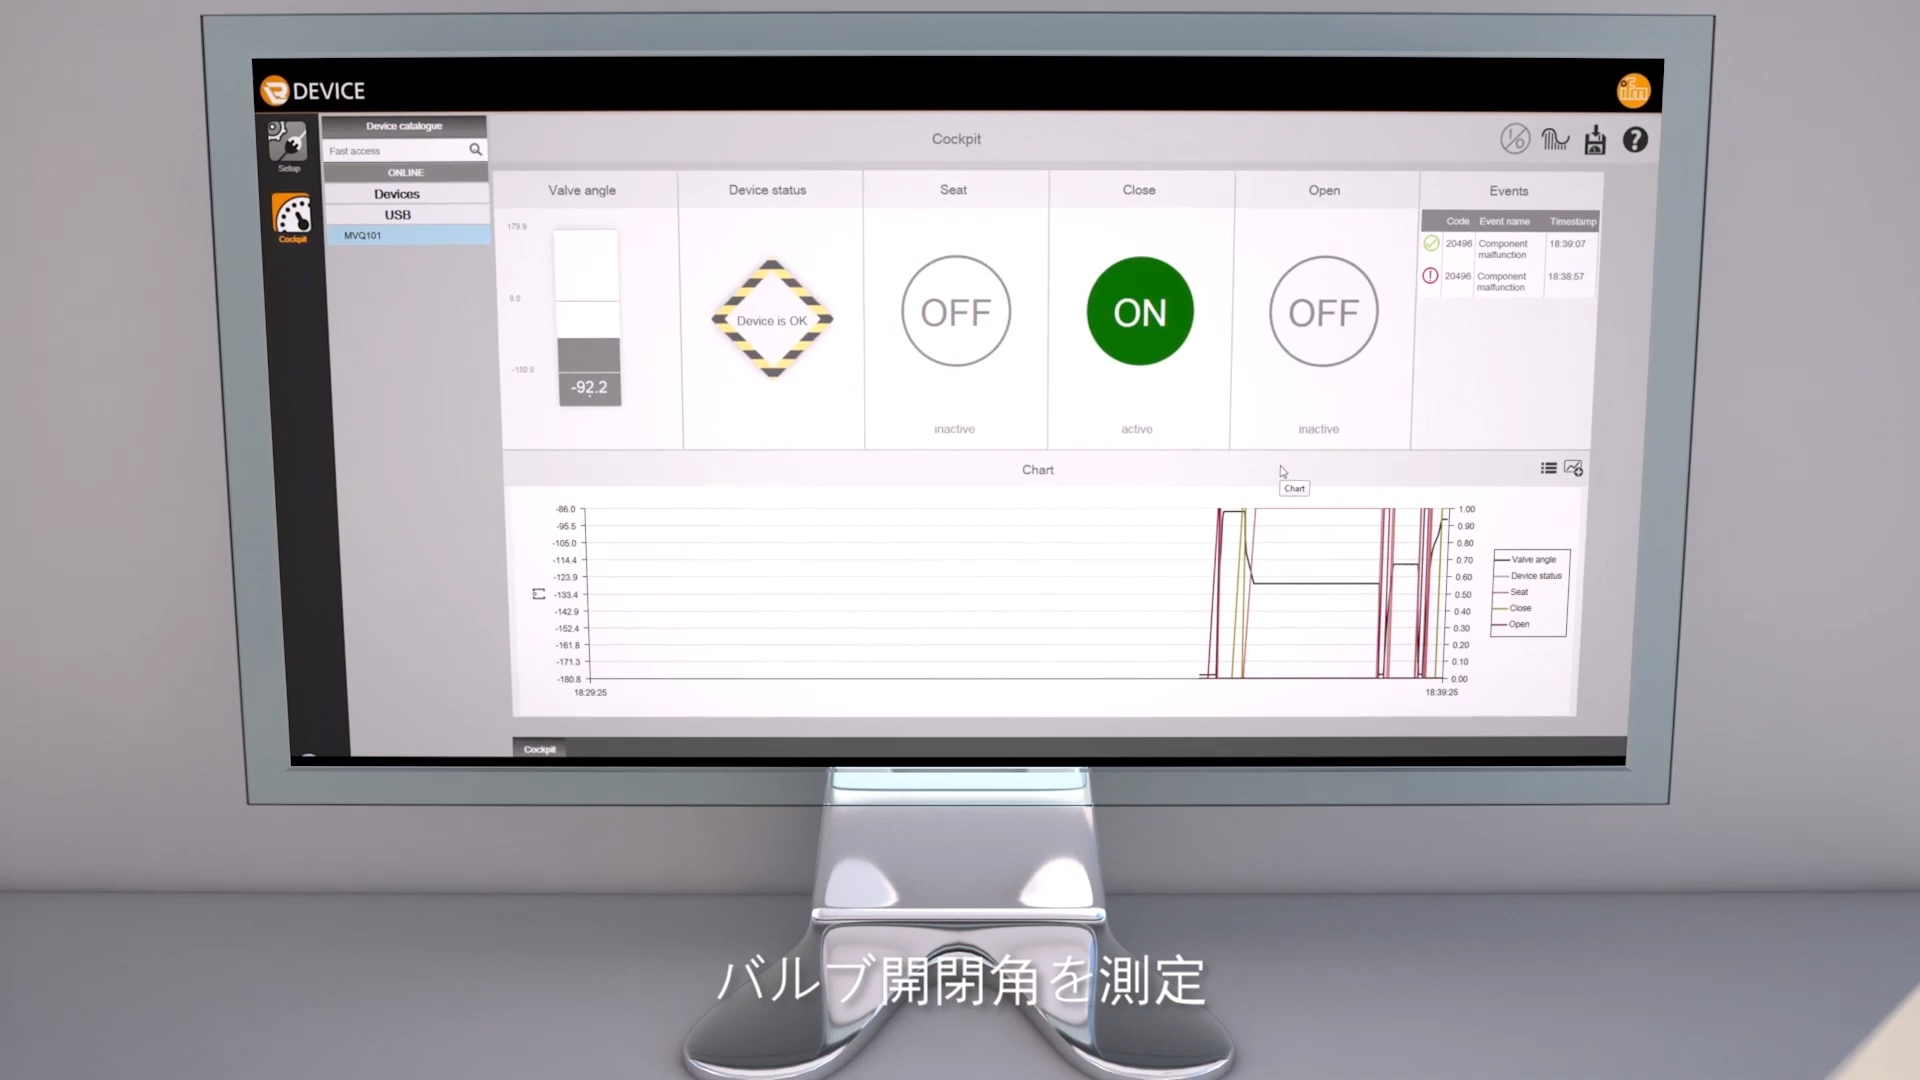 DEVICE
ifm
Setup
Cockpit
Device catalogue
Fast access
ONLINE
Devices
USB
MVQ101
Cockpit
Valve angle
179.9
0.0
-180.0
-92.2
Device status
Device is OK
Seat
OFF
inactive
Close
ON
active
Open
OFF
inactive
Events
Code Event name Timestamp
20496 Component malfunction 18:39:07
20496 Component malfunction 18:38:57
Chart
Chart
-86.0
-95.5
-105.0
-114.4
-123.9
-133.4
-142.9
-152.4
-161.8
-171.3
-180.8
18:29:25
18:39:25
1.00
0.90
0.80
0.70
0.60
0.50
0.40
0.30
0.20
0.10
0.00
Valve angle
Device status
Seat
Close
Open
Cockpit
バルブ開閉角を測定